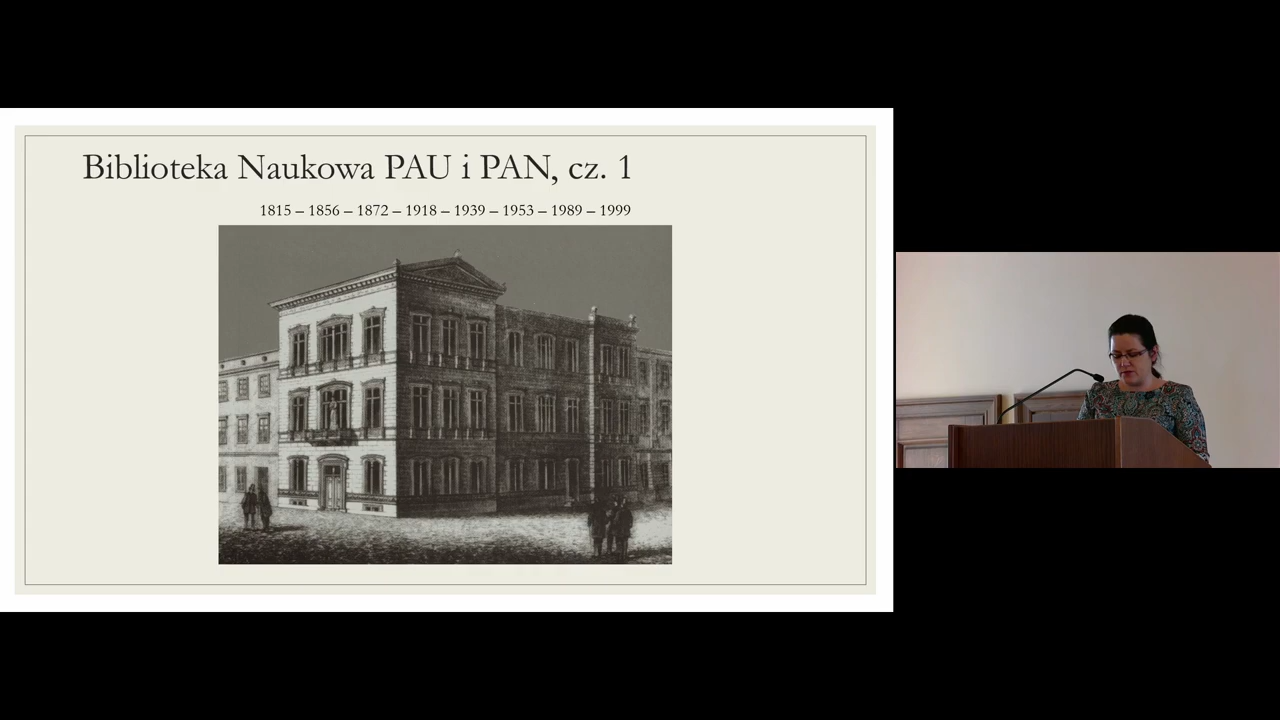 Biblioteka Naukowa PAU i PAN, cz. 1
1815 – 1856 – 1872 – 1918 – 1939 – 1953 – 1989 – 1999